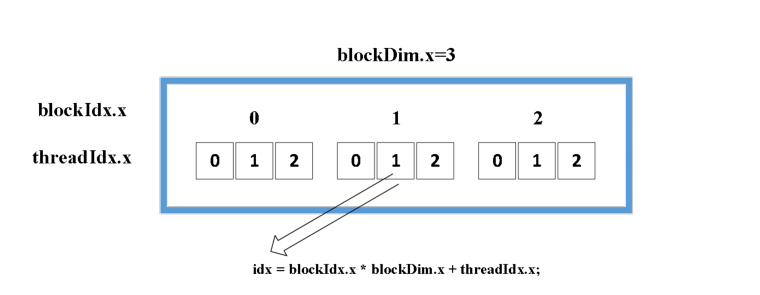 blockDim.x=3
blockIdx.x 0 1 2
threadIdx.x 0 1 2 0 1 2 0 1 2
idx = blockIdx.x * blockDim.x + threadIdx.x;